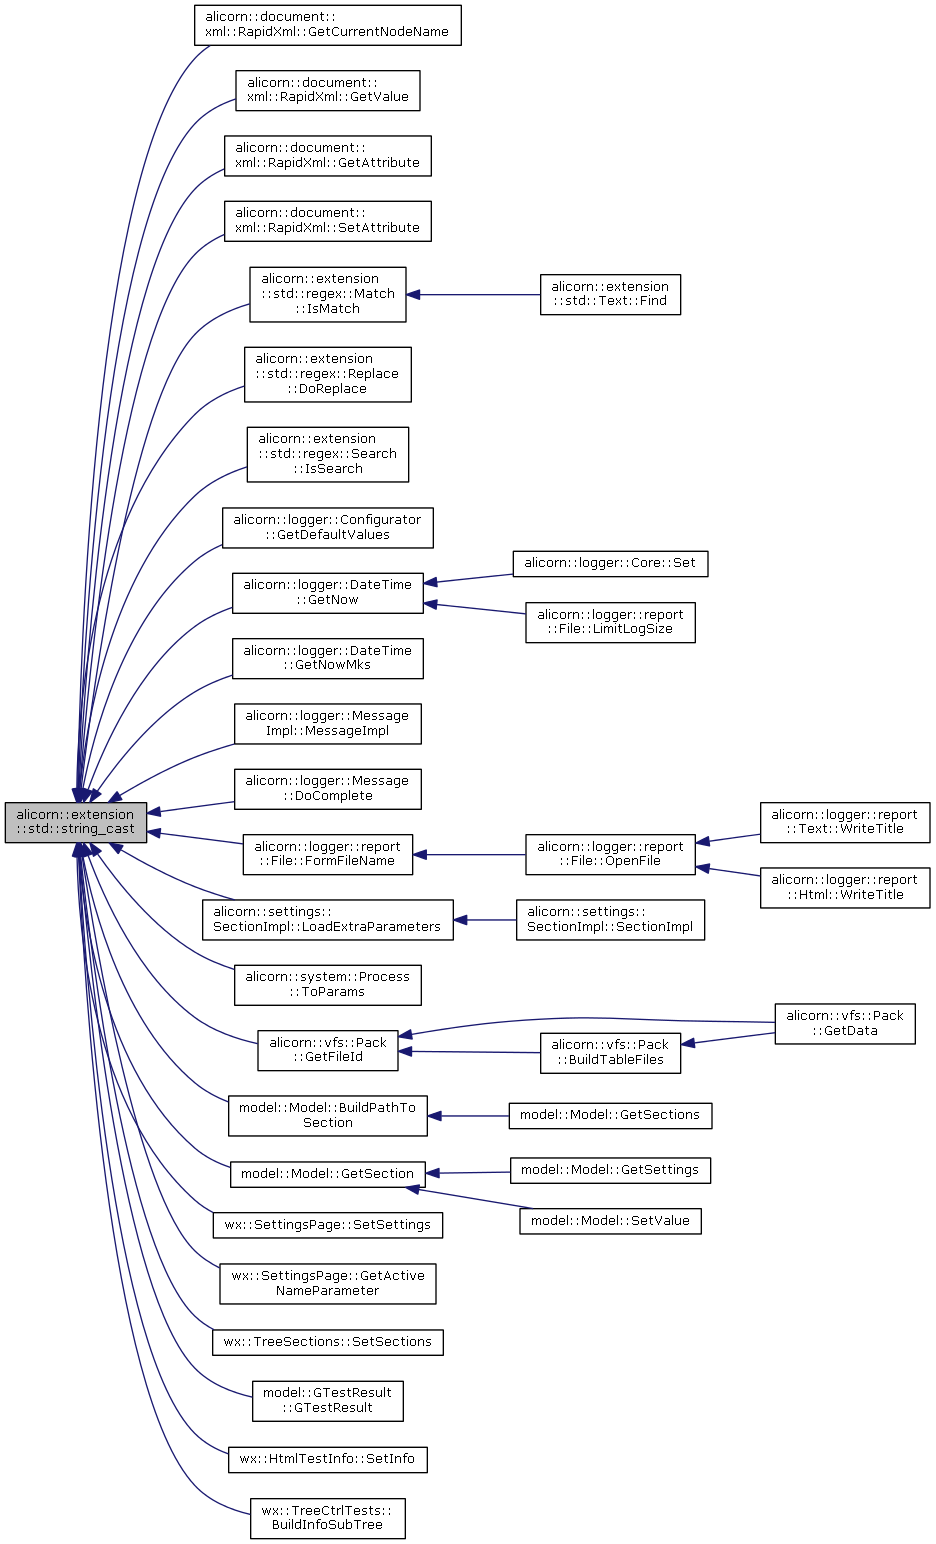 alicorn::document::
xml::RapidXml::GetCurrentNodeName
alicorn::document::
xml::RapidXml::GetValue
alicorn::document::
xml::RapidXml::GetAttribute
alicorn::document::
xml::RapidXml::SetAttribute
alicorn::extension
::std::regex::Match
::IsMatch
alicorn::extension
::std::Text::Find
alicorn::extension
::std::regex::Replace
::DoReplace
alicorn::extension
::std::regex::Search
::IsSearch
alicorn::logger::Configurator
::GetDefaultValues
alicorn::logger::DateTime
::GetNow
alicorn::logger::Core::Set
alicorn::logger::report
::File::LimitLogSize
alicorn::logger::DateTime
::GetNowMks
alicorn::logger::Message
Impl::MessageImpl
alicorn::logger::Message
::DoComplete
alicorn::extension
::std::string_cast
alicorn::logger::report
::File::FormFileName
alicorn::logger::report
::File::OpenFile
alicorn::logger::report
::Text::WriteTitle
alicorn::logger::report
::Html::WriteTitle
alicorn::settings::
SectionImpl::LoadExtraParameters
alicorn::settings::
SectionImpl::SectionImpl
alicorn::system::Process
::ToParams
alicorn::vfs::Pack
::GetFileId
alicorn::vfs::Pack
::BuildTableFiles
alicorn::vfs::Pack
::GetData
model::Model::BuildPathTo
Section
model::Model::GetSections
model::Model::GetSection
model::Model::GetSettings
model::Model::SetValue
wx::SettingsPage::SetSettings
wx::SettingsPage::GetActive
NameParameter
wx::TreeSections::SetSections
model::GTestResult
::GTestResult
wx::HtmlTestInfo::SetInfo
wx::TreeCtrlTests::
BuildInfoSubTree